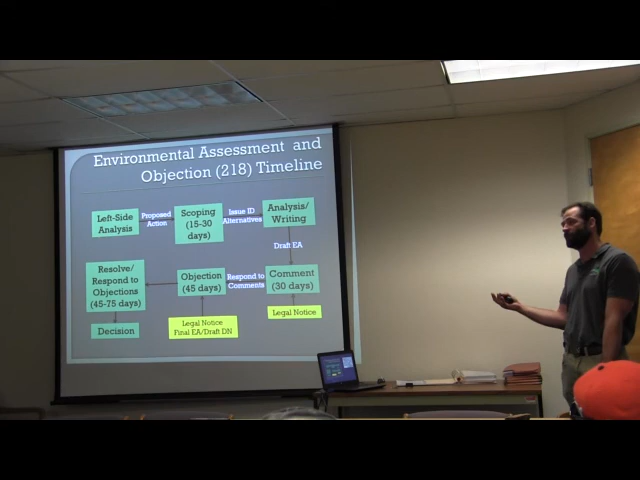 Environmental Assessment and
Objection (218) Timeline
Left-Side
Analysis
Proposed
Action
Scoping
(15-30
days)
Issue ID
Alternatives
Analysis/
Writing
Draft EA
Resolve/
Respond to
Objections
(45-75 days)
Objection
(45 days)
Respond to
Comments
Comment
(30 days)
Decision
Legal Notice
Final EA/Draft DN
Legal Notice